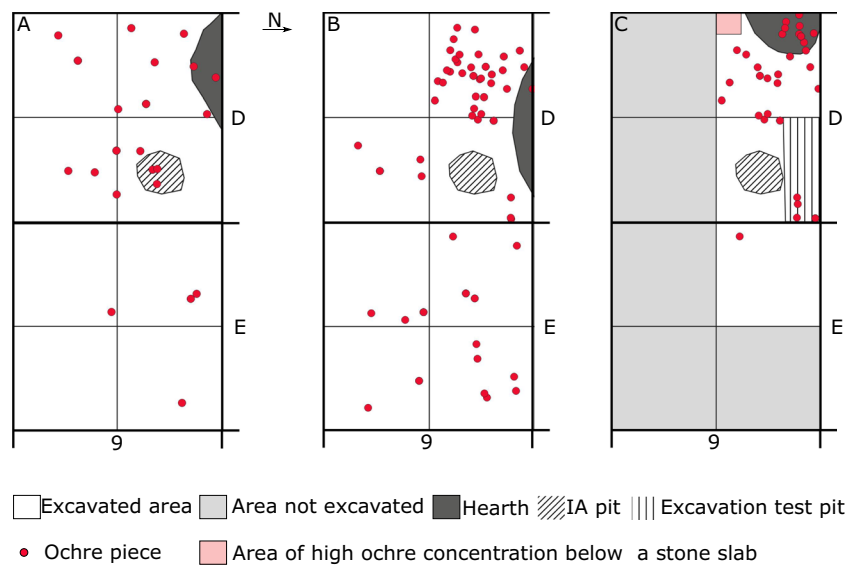 A
N
B
C
D
D
D
E
E
E
9
9
9
Excavated area
Area not excavated
Hearth
IA pit
Excavation test pit
Ochre piece
Area of high ochre concentration below a stone slab